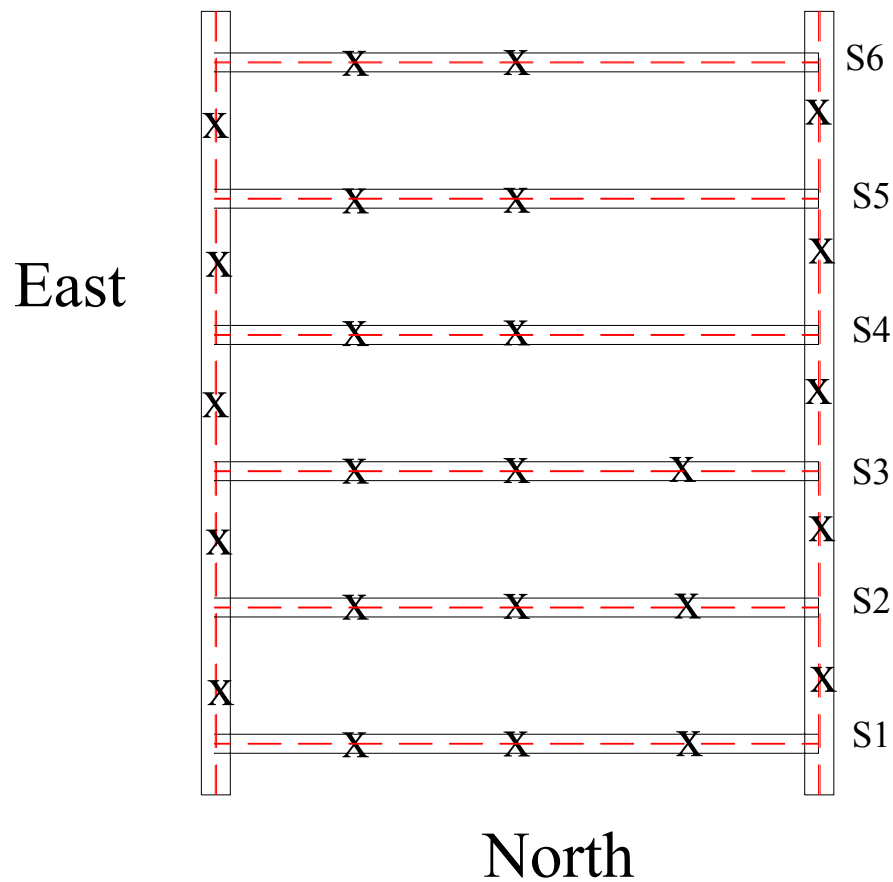 X X S6
X X
X X S5
X X
East
X X S4
X X
X X X S3
X X
X X X S2
X X
X X X S1
North